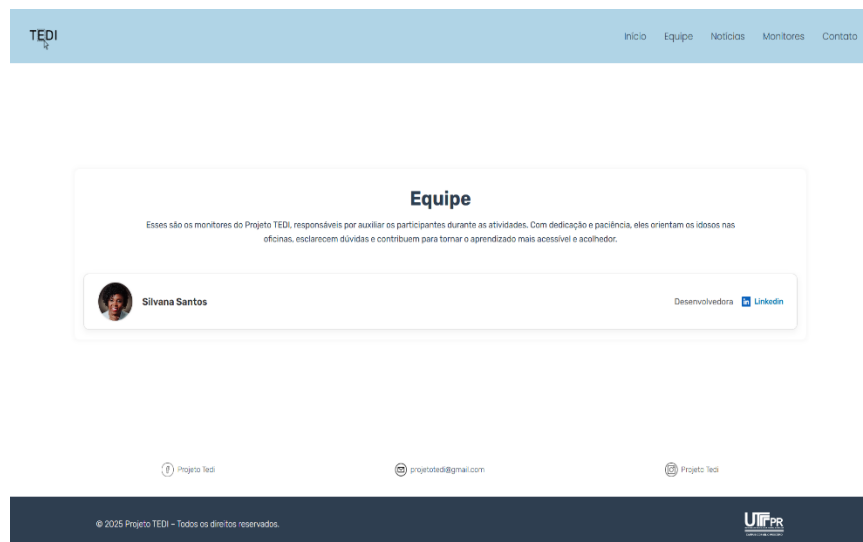 TEDI
Início Equipe Notícias Monitores Contato
Equipe
Esses são os monitores do Projeto TEDI, responsáveis por auxiliar os participantes durante as atividades. Com dedicação e paciência, eles orientam os idosos nas
oficinas, esclarecem dúvidas e contribuem para tornar o aprendizado mais acessível e acolhedor.
Silvana Santos
Desenvolvedora in Linkedin
Projeto Tedi
projetotedi@gmail.com
Projeto Tedi
© 2025 Projeto TEDI – Todos os direitos reservados.
UTFPR